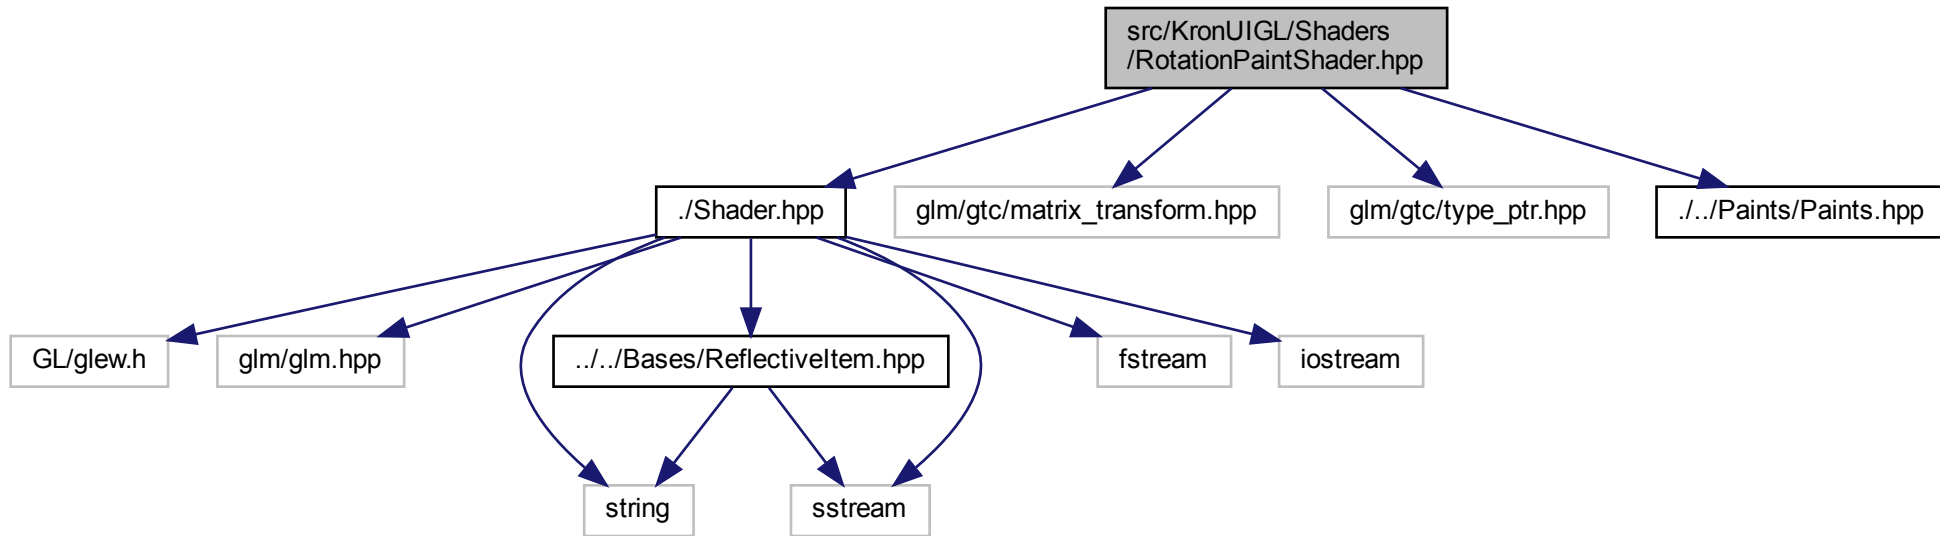 src/KronUIGL/Shaders
/RotationPaintShader.hpp
./Shader.hpp
glm/gtc/matrix_transform.hpp
glm/gtc/type_ptr.hpp
./../Paints/Paints.hpp
GL/glew.h
glm/glm.hpp
../../Bases/ReflectiveItem.hpp
fstream
iostream
string
sstream